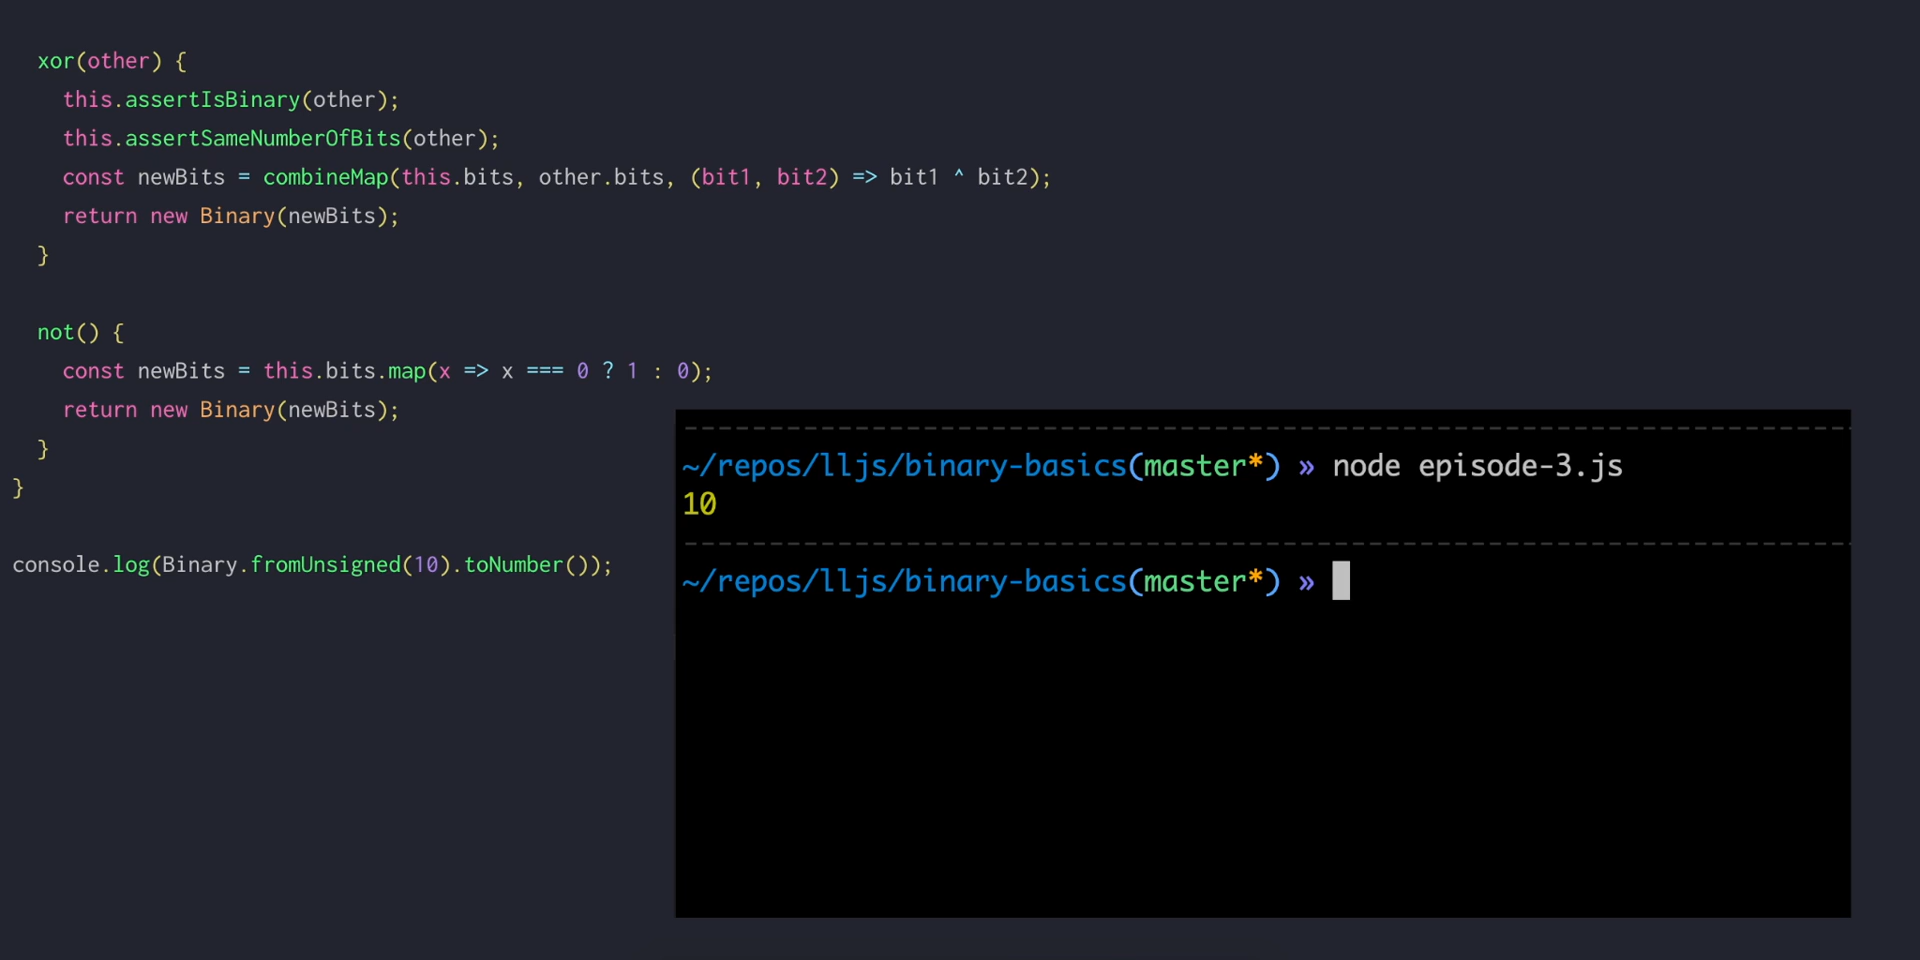 xor(other) {
this.assertIsBinary(other);
this.assertSameNumberOfBits(other);
const newBits = combineMap(this.bits, other.bits, (bit1, bit2) => bit1 ^ bit2);
return new Binary(newBits);
}
not() {
const newBits = this.bits.map(x => x === 0 ? 1 : 0);
return new Binary(newBits);
}
}
console.log(Binary.fromUnsigned(10).toNumber());
~/repos/lljs/binary-basics(master*) » node episode-3.js
10
~/repos/lljs/binary-basics(master*) »